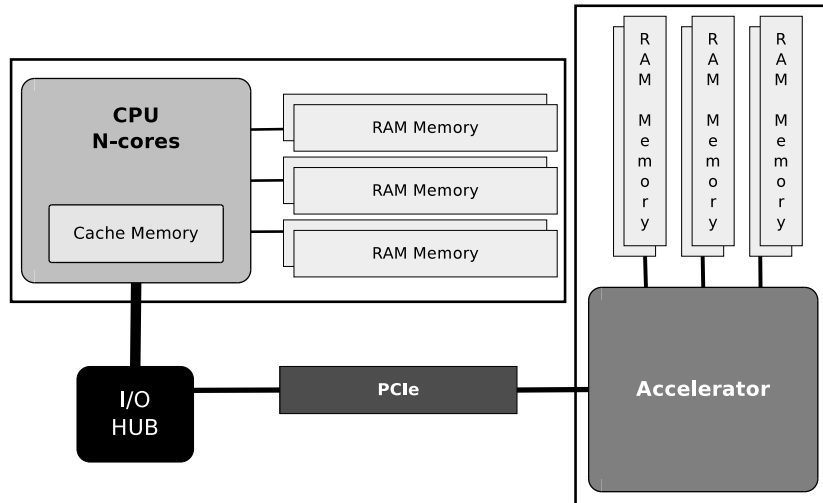 CPU
N-cores
Cache Memory
RAM Memory
RAM Memory
RAM Memory
RAM Memory
RAM Memory
RAM Memory
I/O
HUB
PCIe
Accelerator